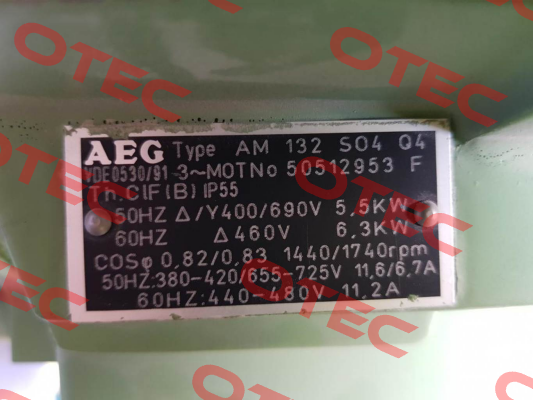 OTEC
AEG Type AM 132 SO4 Q4
VDE0530/91 3~MOTNo 50512953 F
Th.ClF(B) IP55
50HZ Δ/Y400/690V 5,5KW
60HZ Δ460V 6,3KW
COSφ 0,82/0,83 1440/1740rpm
50HZ:380-420/655-725V 11,6/6,7A
60HZ:440-480V 11,2A
OTEC
OTEC
OTEC